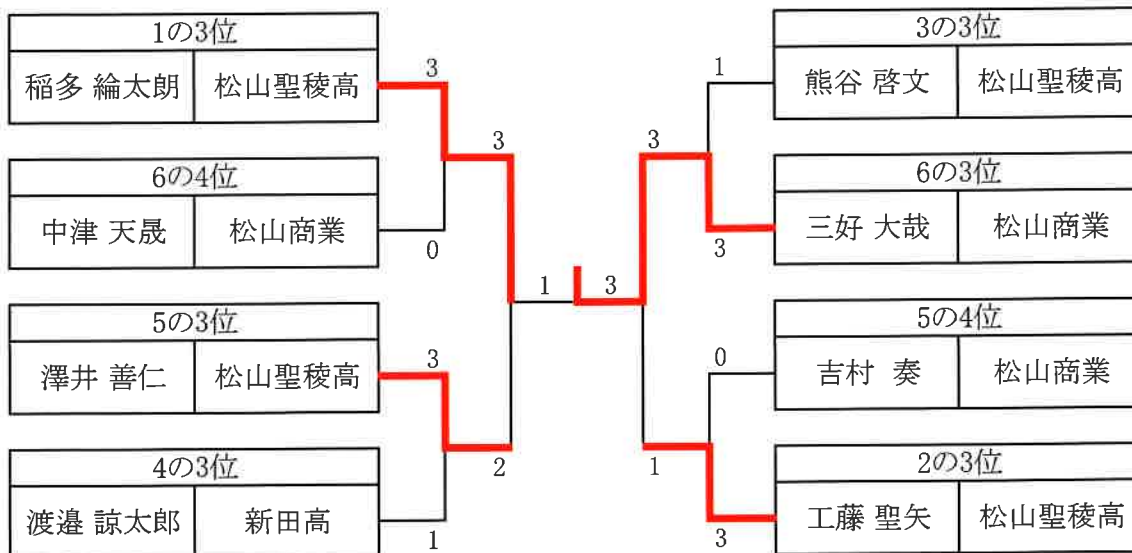 1の3位
稲多 綸太朗 松山聖稜高
3
6の4位
中津 天晟 松山商業
0
3
5の3位
澤井 善仁 松山聖稜高
3
4の3位
渡邉 諒太郎 新田高
1
2
1 3
3の3位
熊谷 啓文 松山聖稜高
1
6の3位
三好 大哉 松山商業
3
3
5の4位
吉村 奏 松山商業
0
2の3位
工藤 聖矢 松山聖稜高
3
1